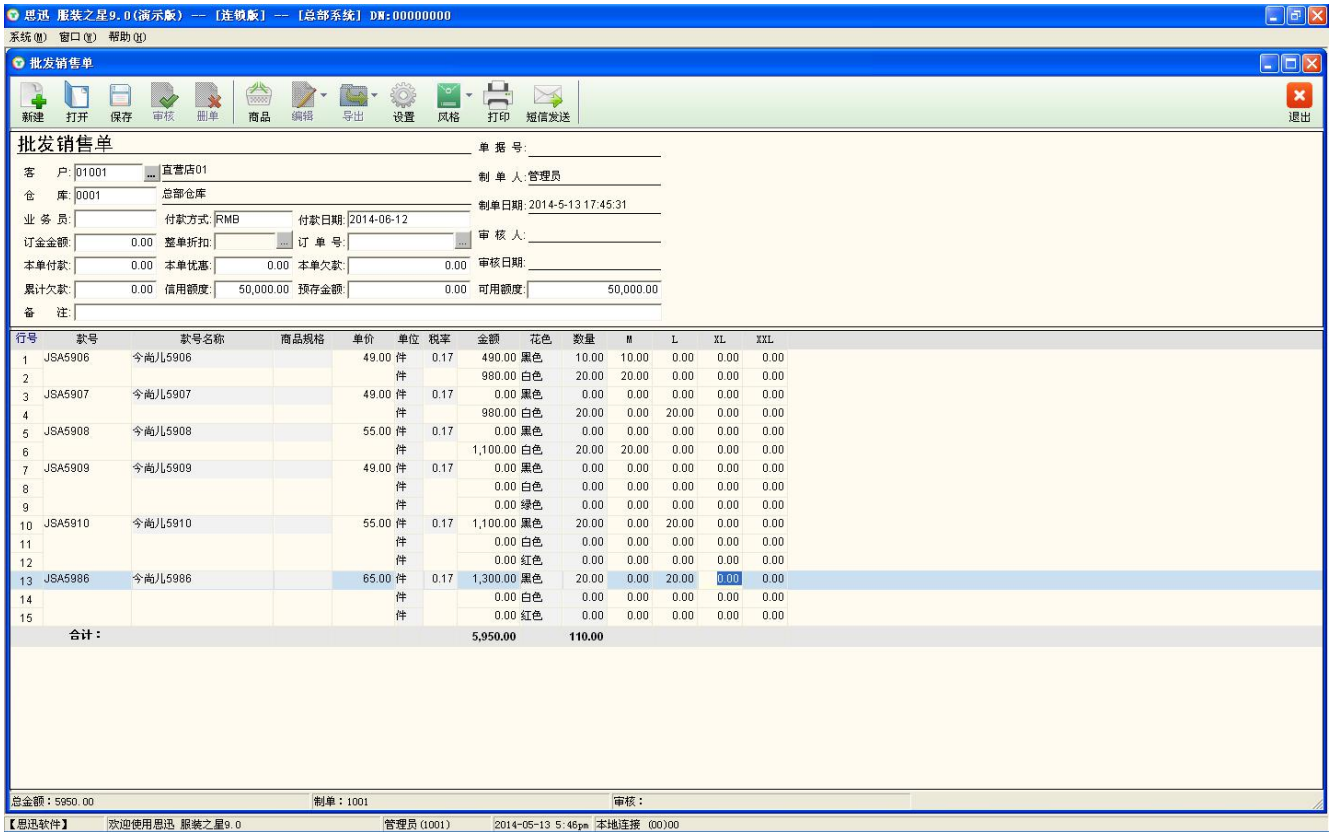 思迅 服装之星9.0(演示版) -- [连锁版] -- [总部系统] DN:00000000
系统(M) 窗口(W) 帮助(H)
批发销售单
新建 打开 保存 审核 删单 商品 编辑 导出 设置 风格 打印 短信发送 退出
批发销售单 单 据 号:
客 户: 01001 ... 直营店01 制 单 人: 管理员
仓 库: 0001 总部仓库
制单日期: 2014-5-13 17:45:31
业 务 员: 付款方式: RMB 付款日期: 2014-06-12
订金金额: 0.00 整单折扣: ... 订 单 号: ... 审 核 人:
本单付款: 0.00 本单优惠: 0.00 本单欠款: 0.00 审核日期:
累计欠款: 0.00 信用额度: 50,000.00 预存金额: 0.00 可用额度: 50,000.00
备 注:
行号 款号 款号名称 商品规格 单价 单位 税率 金额 花色 数量 M L XL XXL
1 JSA5906 今尚儿5906 49.00 件 0.17 490.00 黑色 10.00 10.00 0.00 0.00 0.00
2 件 980.00 白色 20.00 20.00 0.00 0.00 0.00
3 JSA5907 今尚儿5907 49.00 件 0.17 0.00 黑色 0.00 0.00 0.00 0.00 0.00
4 件 980.00 白色 20.00 0.00 20.00 0.00 0.00
5 JSA5908 今尚儿5908 55.00 件 0.17 0.00 黑色 0.00 0.00 0.00 0.00 0.00
6 件 1,100.00 白色 20.00 20.00 0.00 0.00 0.00
7 JSA5909 今尚儿5909 49.00 件 0.17 0.00 黑色 0.00 0.00 0.00 0.00 0.00
8 件 0.00 白色 0.00 0.00 0.00 0.00 0.00
9 件 0.00 绿色 0.00 0.00 0.00 0.00 0.00
10 JSA5910 今尚儿5910 55.00 件 0.17 1,100.00 黑色 20.00 0.00 20.00 0.00 0.00
11 件 0.00 白色 0.00 0.00 0.00 0.00 0.00
12 件 0.00 红色 0.00 0.00 0.00 0.00 0.00
13 JSA5986 今尚儿5986 65.00 件 0.17 1,300.00 黑色 20.00 0.00 20.00 0.00 0.00
14 件 0.00 白色 0.00 0.00 0.00 0.00 0.00
15 件 0.00 红色 0.00 0.00 0.00 0.00 0.00
合计: 5,950.00 110.00
总金额:5950.00 制单:1001 审核:
【思迅软件】 欢迎使用思迅 服装之星9.0 管理员(1001) 2014-05-13 5:46pm 本地连接 (00)00